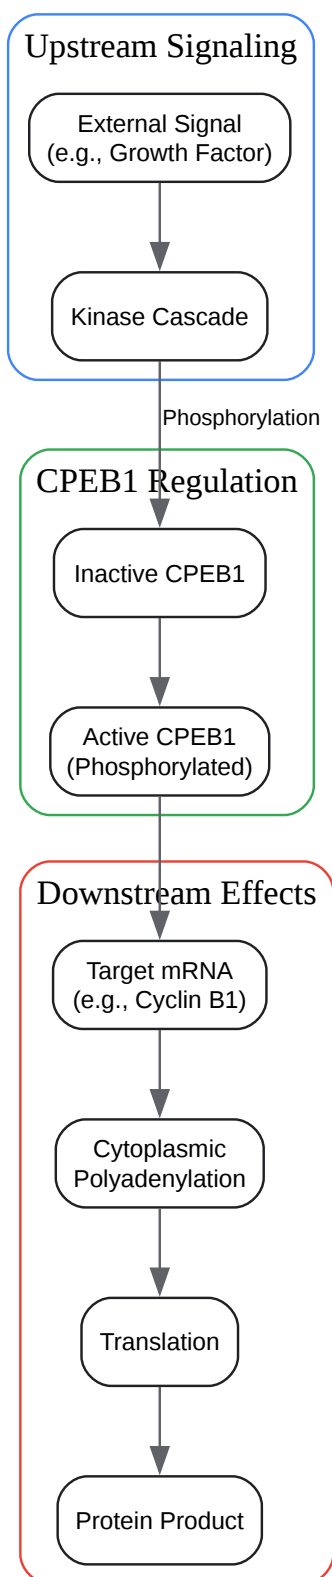 Upstream Signaling
External Signal
(e.g., Growth Factor)
Kinase Cascade
Phosphorylation
CPEB1 Regulation
Inactive CPEB1
Active CPEB1
(Phosphorylated)
Downstream Effects
Target mRNA
(e.g., Cyclin B1)
Cytoplasmic
Polyadenylation
Translation
Protein Product